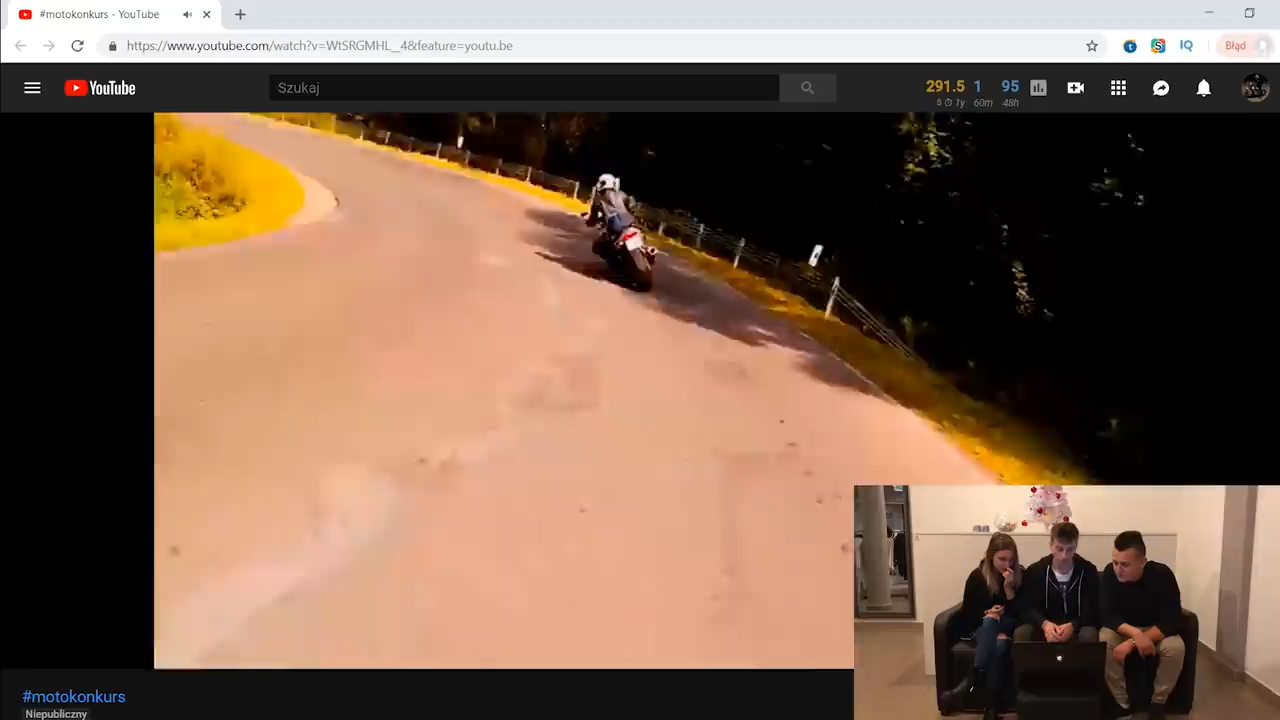 #motokonkurs - YouTube
https://www.youtube.com/watch?v=WtSRGMHL__4&feature=youtu.be
IQ
Błąd
YouTube
Szukaj
291.5 1 95
1y 60m 48h
#motokonkurs
Niepubliczny